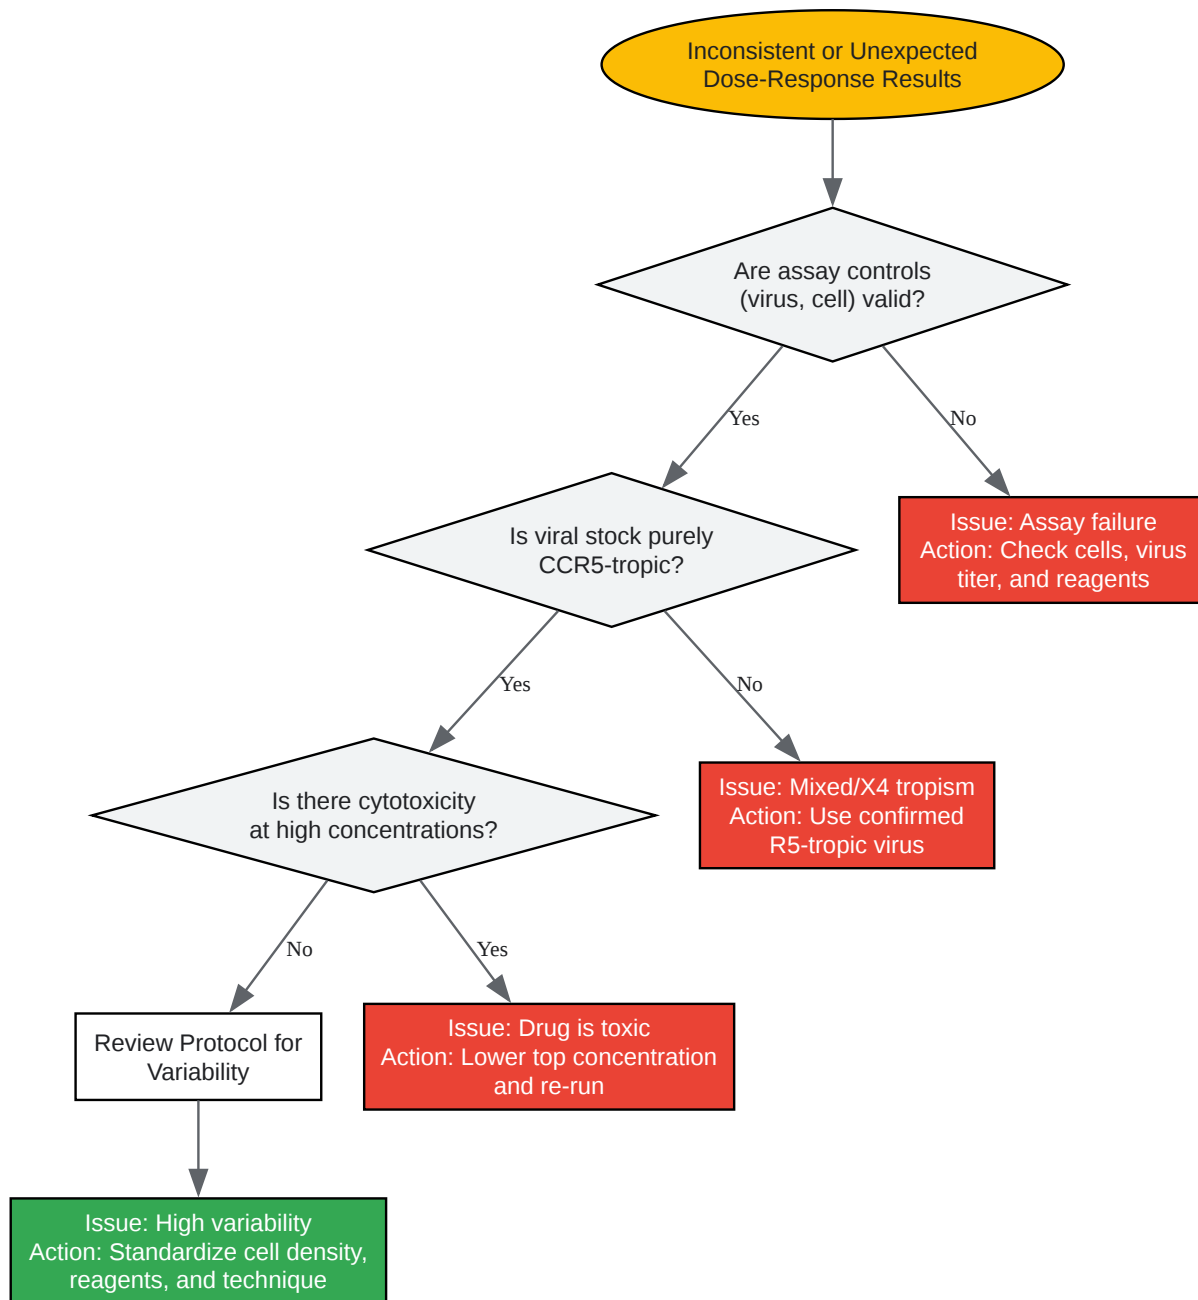 Inconsistent or Unexpected
Dose-Response Results
Are assay controls
(virus, cell) valid?
Yes
No
Is viral stock purely
CCR5-tropic?
Issue: Assay failure
Action: Check cells, virus
titer, and reagents
Yes
No
Is there cytotoxicity
at high concentrations?
Issue: Mixed/X4 tropism
Action: Use confirmed
R5-tropic virus
No
Yes
Review Protocol for
Variability
Issue: Drug is toxic
Action: Lower top concentration
and re-run
Issue: High variability
Action: Standardize cell density,
reagents, and technique